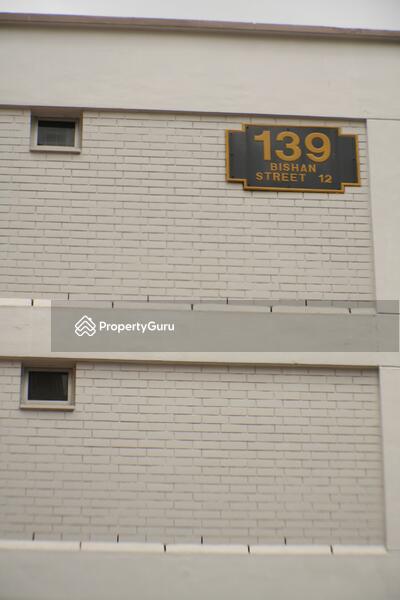 139
BISHAN
STREET 12
PropertyGuru